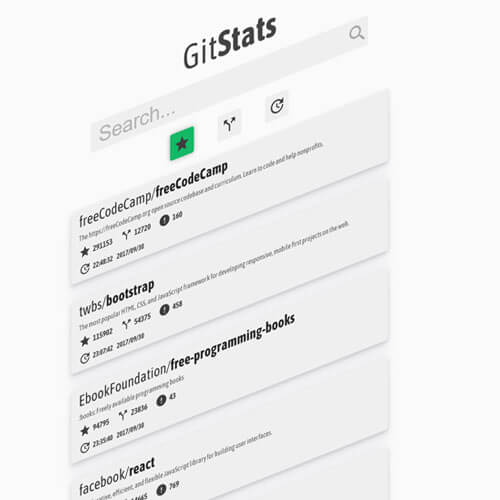 GitStats
Search...
freeCodeCamp/freeCodeCamp
The https://freeCodeCamp.org open source codebase and curriculum. Learn to code and help nonprofits.
291153 12720 160
22:48:32 2017/09/30
twbs/bootstrap
The most popular HTML, CSS, and JavaScript framework for developing responsive, mobile first projects on the web.
115902 54375 458
23:07:42 2017/09/30
EbookFoundation/free-programming-books
:books: Freely available programming books
94795 23836 43
23:35:40 2017/09/30
facebook/react
efficient, and flexible JavaScript library for building user interfaces.
769